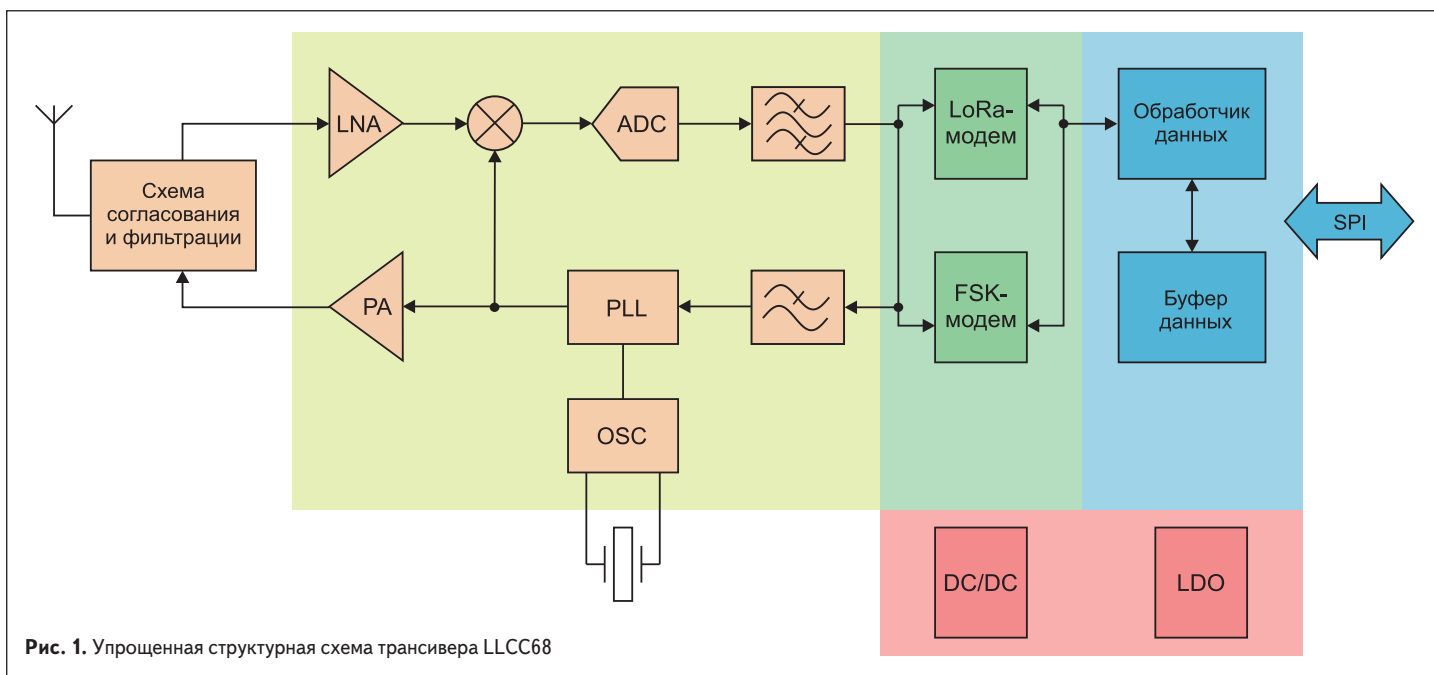 LNA
ADC
LoRa-
модем
Обработчик
данных
Схема
согласования
и фильтрации
SPI
PA
PLL
FSK-
модем
Буфер
данных
OSC
DC/DC
LDO
Рис. 1. Упрощенная структурная схема трансивера LLCC68